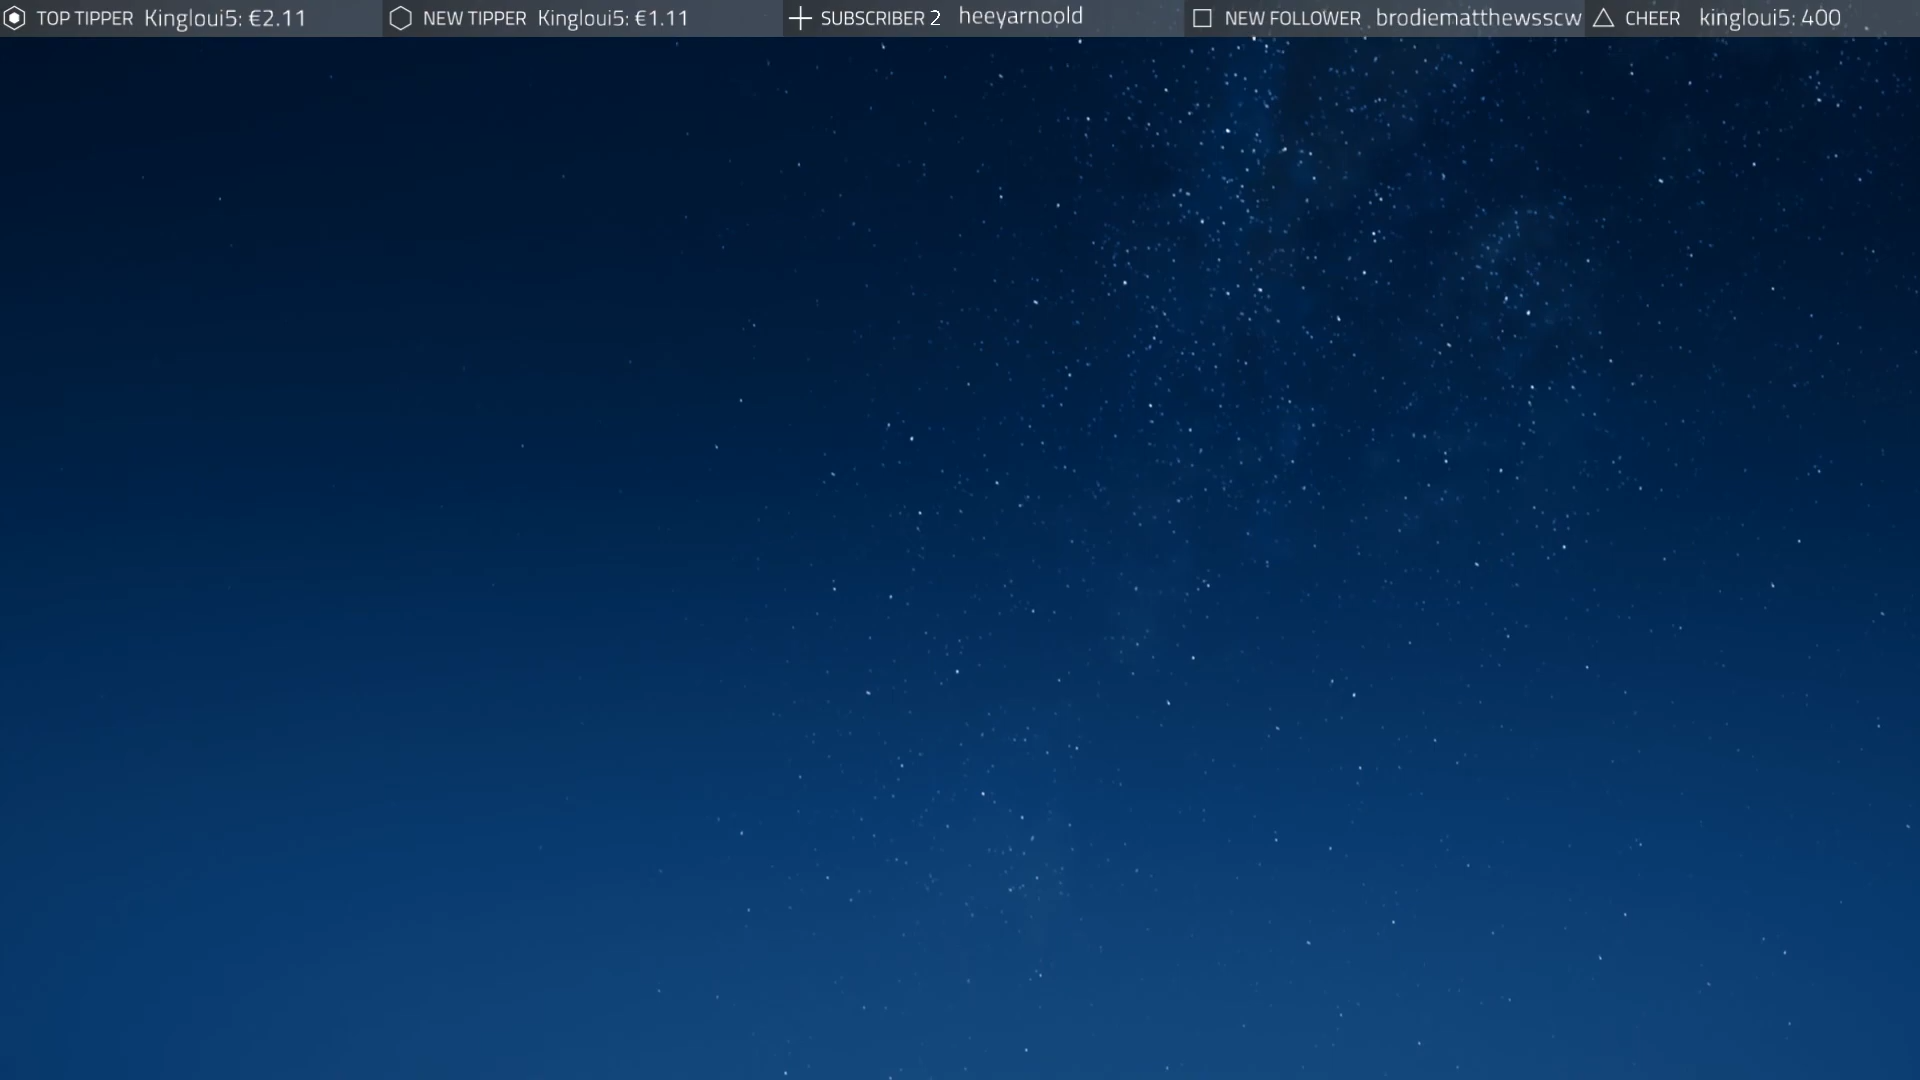 TOP TIPPER Kingloui5: €2.11 NEW TIPPER Kingloui5: €1.11 SUBSCRIBER 2 heeyarnoold NEW FOLLOWER brodiematthewsscw CHEER kingloui5: 400